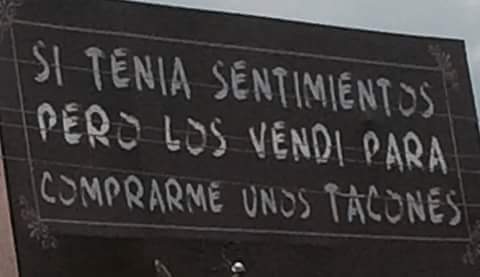 SI TENIA SENTIMIENTOS
PERO LOS VENDI PARA
COMPRARME UNOS TACONES